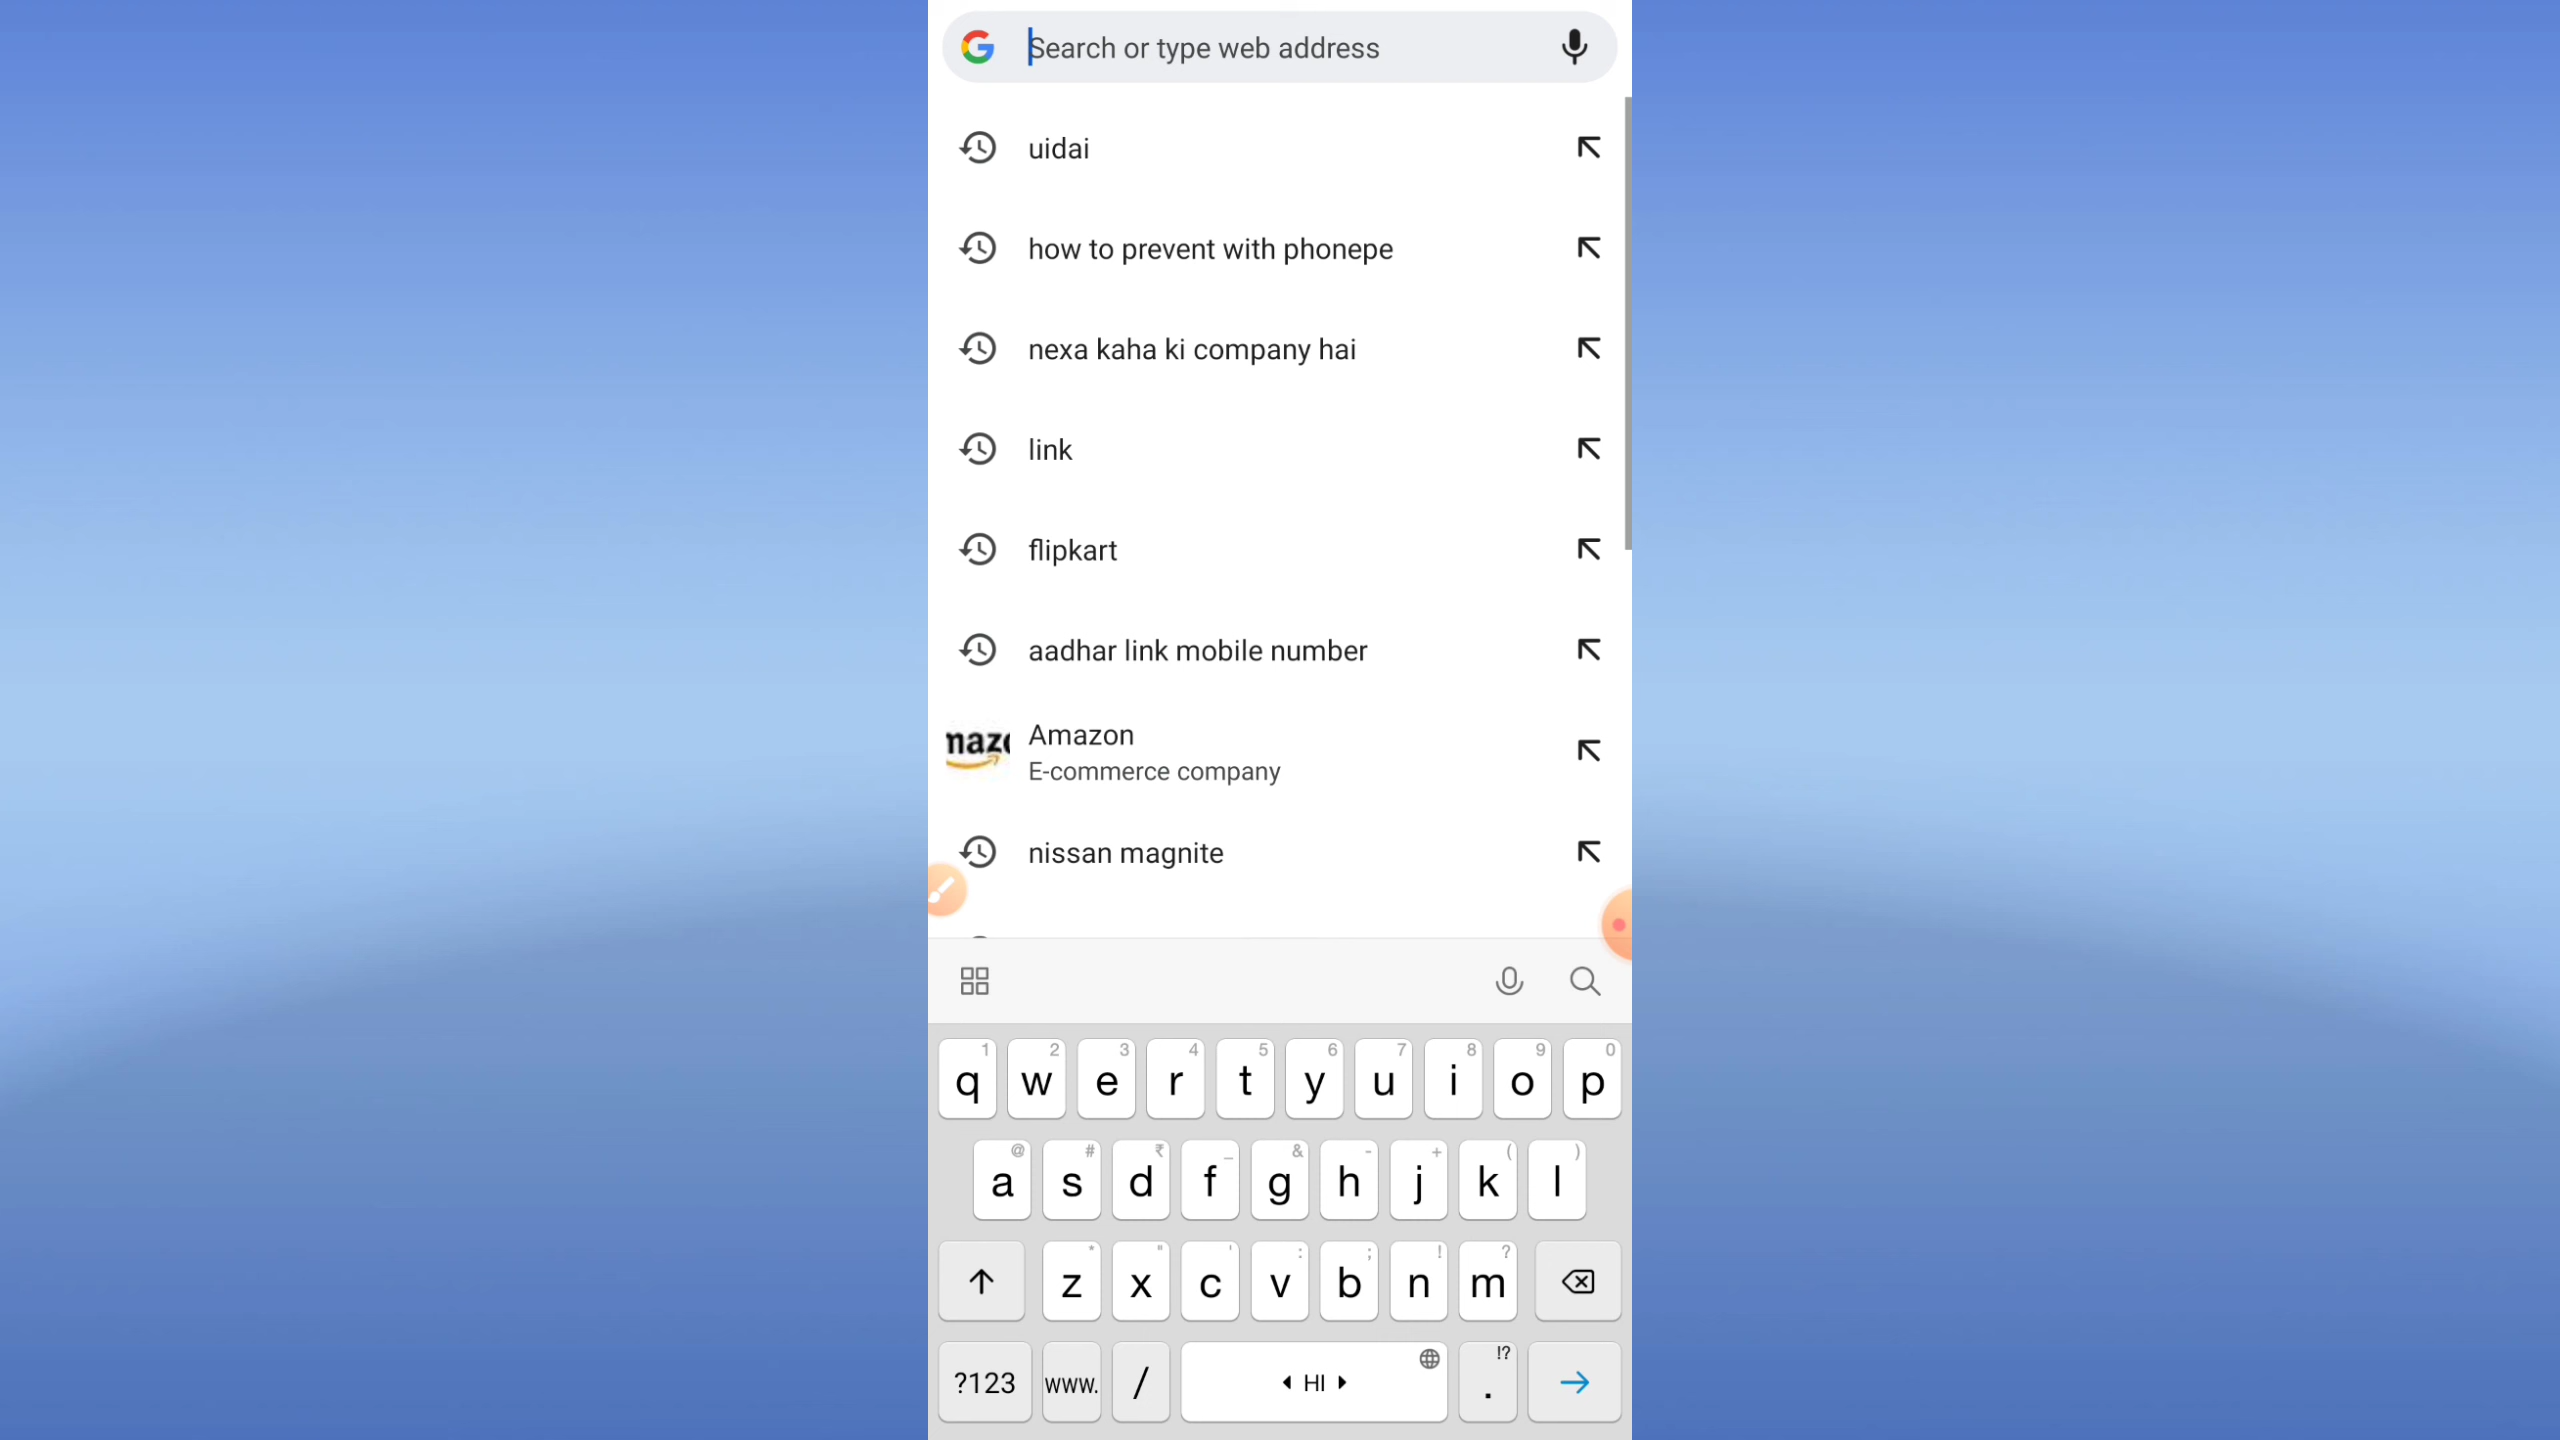 Search or type web address
uidai
how to prevent with phonepe
nexa kaha ki company hai
link
flipkart
aadhar link mobile number
Amazon
E-commerce company
nissan magnite
1 2 3 4 5 6 7 8 9 0
q w e r t y u i o p
@ # ₹ _ & - + ( )
a s d f g h j k l
* " ' : ; ! ?
z x c v b n m
?123 www. / HI . !?